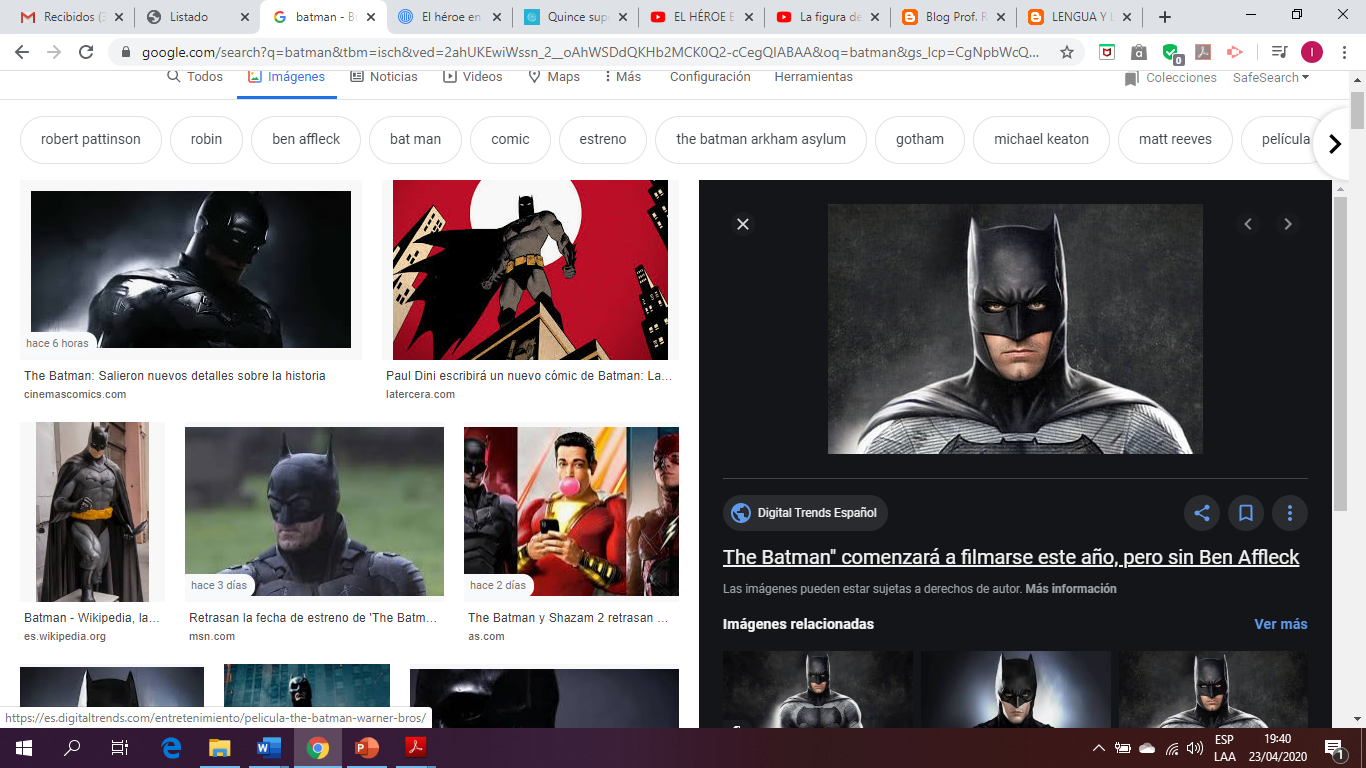 Recibidos (3
Listado
batman - B
El héroe en
Quince sup
EL HÉROE E
La figura de
Blog Prof. R
LENGUA Y L
google.com/search?q=batman&tbm=isch&ved=2ahUKEwiWssn_2__oAhWSDdQKHb2MCK0Q2-cCegQIABAA&oq=batman&gs_lcp=CgNpbWcQ...
0
I
Todos
Imágenes
Noticias
Videos
Maps
Más
Configuración
Herramientas
Colecciones
SafeSearch
robert pattinson
robin
ben affleck
bat man
comic
estreno
the batman arkham asylum
gotham
michael keaton
matt reeves
película
hace 6 horas
The Batman: Salieron nuevos detalles sobre la historia
cinemascomics.com
Paul Dini escribirá un nuevo cómic de Batman: La...
latercera.com
Batman - Wikipedia, la...
es.wikipedia.org
hace 3 días
Retrasan la fecha de estreno de 'The Batm...
msn.com
hace 2 días
The Batman y Shazam 2 retrasan ...
as.com
Digital Trends Español
The Batman" comenzará a filmarse este año, pero sin Ben Affleck
Las imágenes pueden estar sujetas a derechos de autor. Más información
Imágenes relacionadas
Ver más
https://es.digitaltrends.com/entretenimiento/pelicula-the-batman-warner-bros/
ESP
LAA
19:40
23/04/2020
1